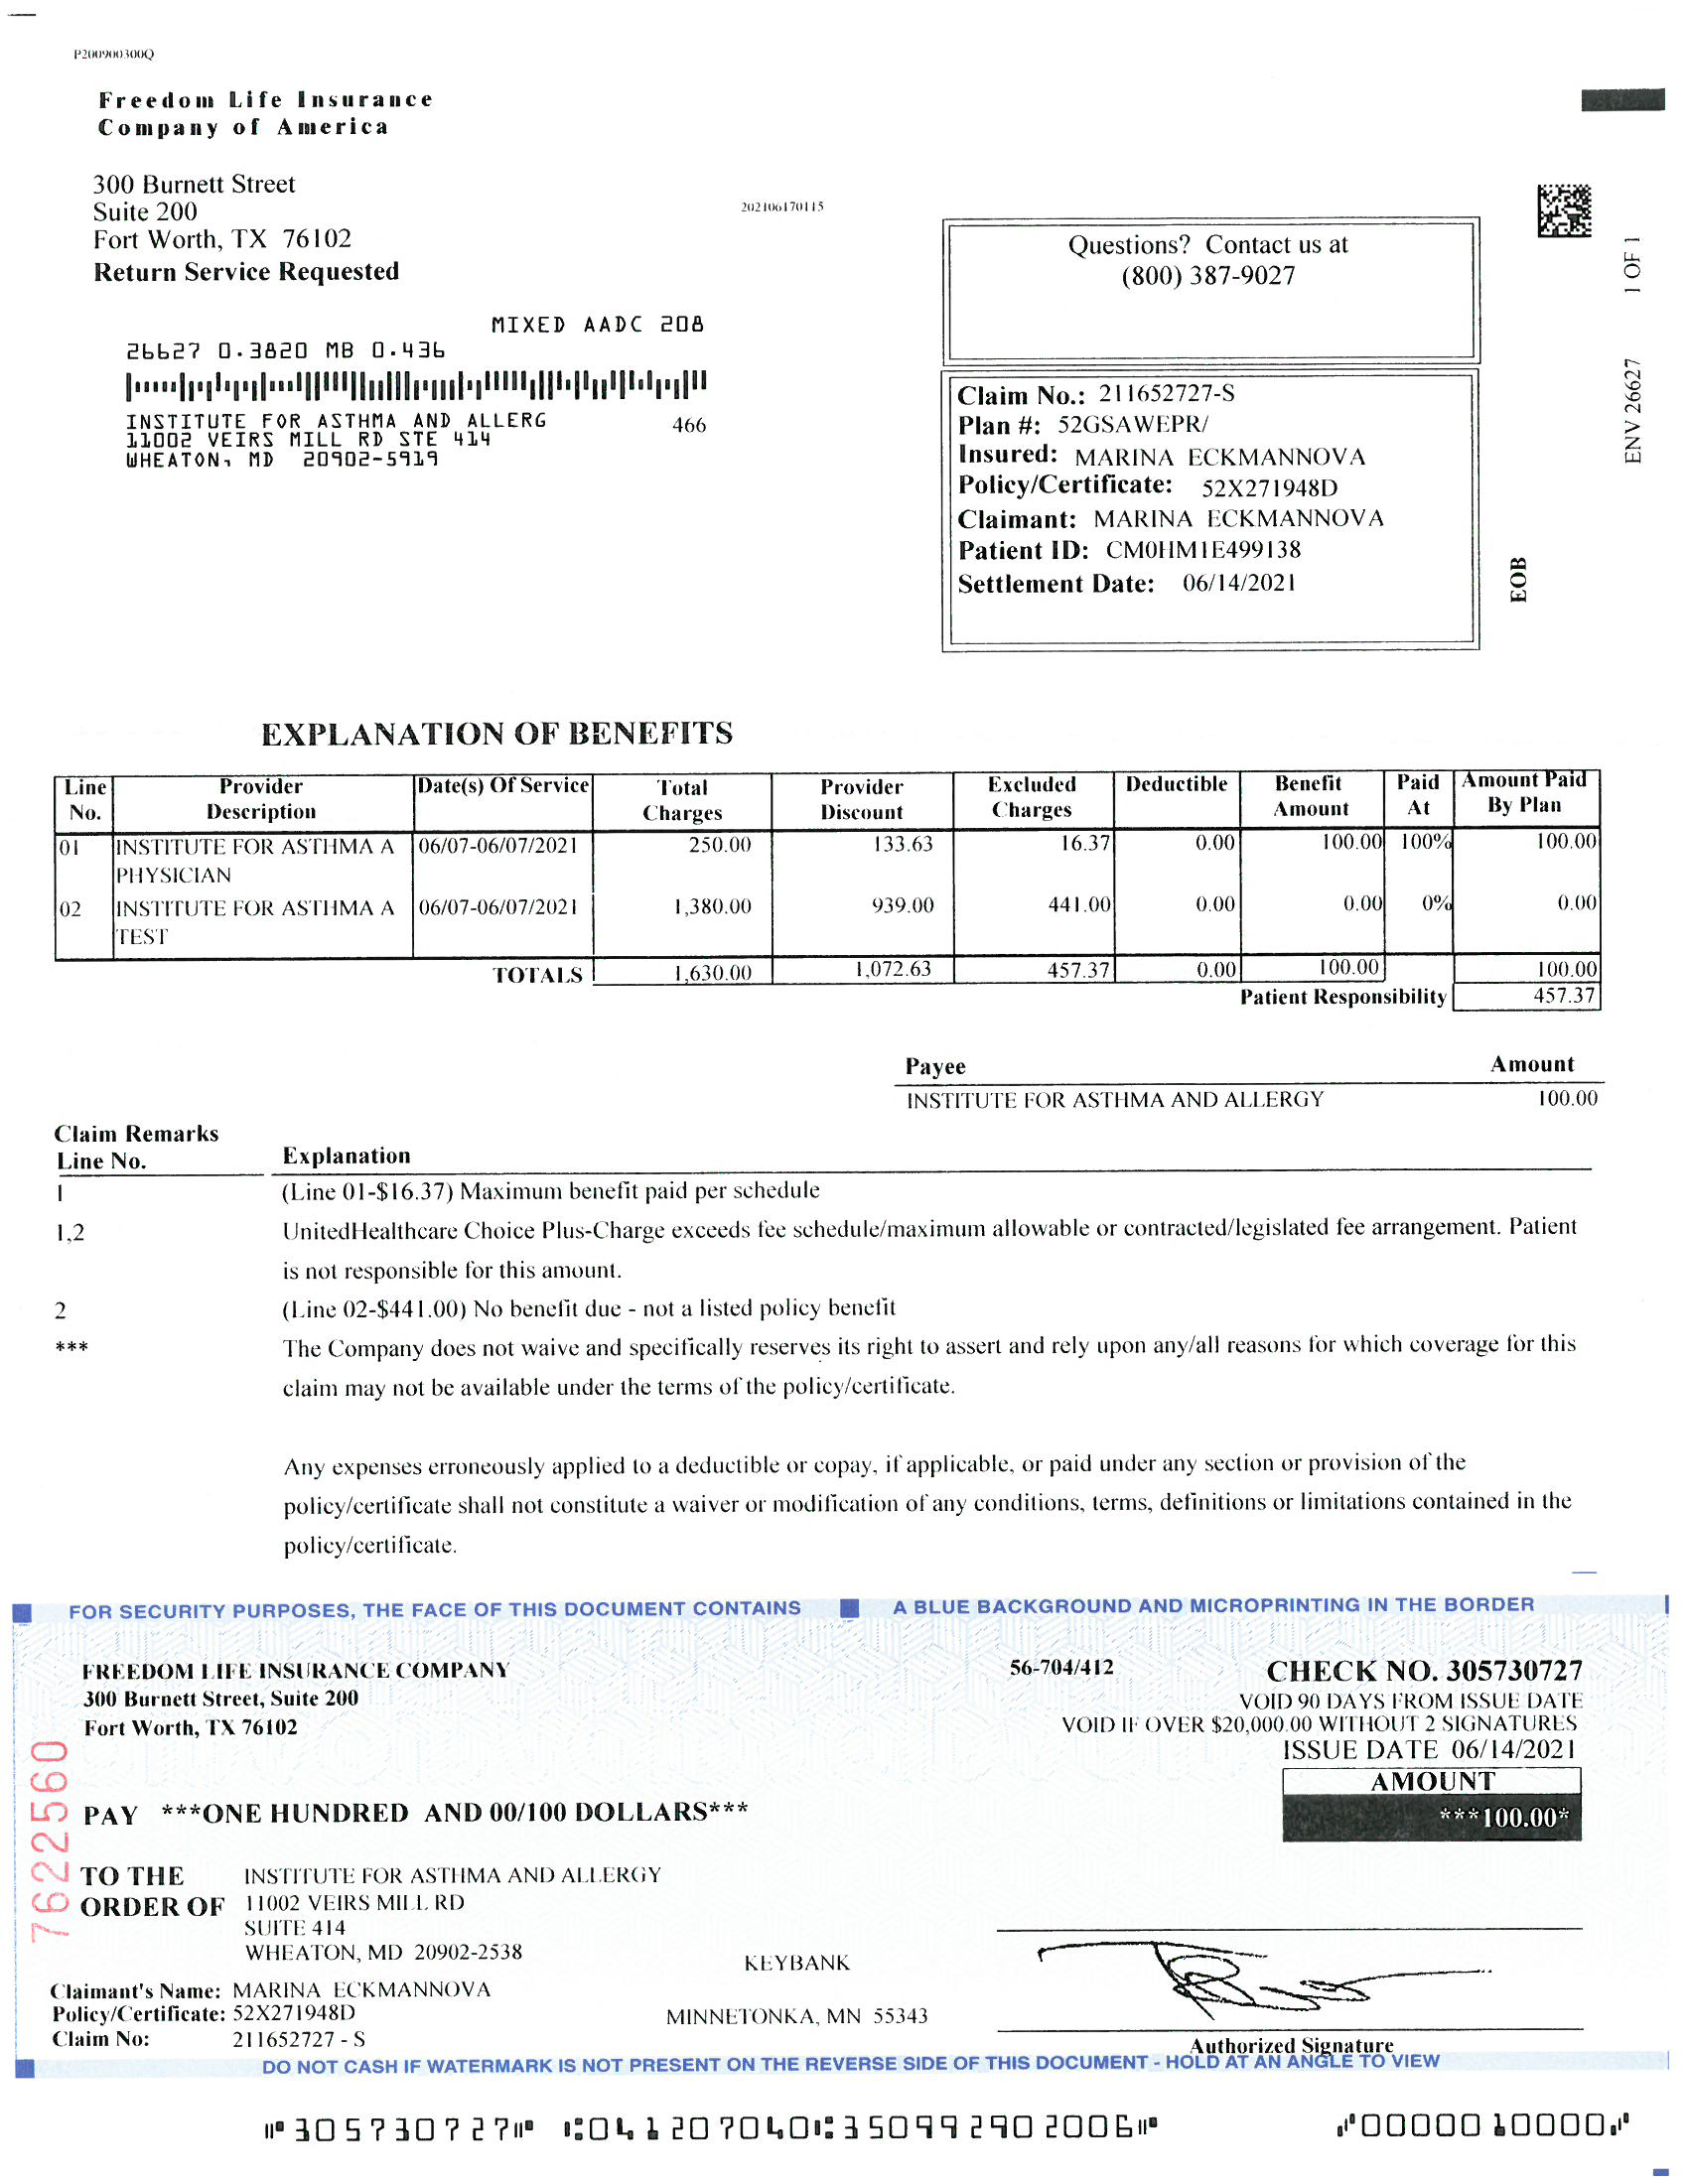 P200900300Q
Freedom Life Insurance
Company of America
300 Burnett Street
Suite 200
Fort Worth, TX 76102
Return Service Requested
202106170115
Questions? Contact us at
(800) 387-9027
1 OF 1
MIXED AADC 208
26627 0.3820 MB 0.436
INSTITUTE FOR ASTHMA AND ALLERG 466
11002 VEIRS MILL RD STE 414
WHEATON, MD 20902-5919
Claim No.: 211652727-S
Plan #: 52GSAWEPR/
Insured: MARINA ECKMANNOVA
Policy/Certificate: 52X271948D
Claimant: MARINA ECKMANNOVA
Patient ID: CM0HM1E499138
Settlement Date: 06/14/2021
ENV 26627
EOB
EXPLANATION OF BENEFITS
Line No. Provider Description Date(s) Of Service Total Charges Provider Discount Excluded Charges Deductible Benefit Amount Paid At Amount Paid By Plan
01 INSTITUTE FOR ASTHMA A 06/07-06/07/2021 250.00 133.63 16.37 0.00 100.00 100% 100.00
PHYSICIAN
02 INSTITUTE FOR ASTHMA A 06/07-06/07/2021 1,380.00 939.00 441.00 0.00 0.00 0% 0.00
TEST
TOTALS 1,630.00 1,072.63 457.37 0.00 100.00 100.00
Patient Responsibility 457.37
Payee Amount
INSTITUTE FOR ASTHMA AND ALLERGY 100.00
Claim Remarks
Line No. Explanation
1 (Line 01-$16.37) Maximum benefit paid per schedule
1,2 UnitedHealthcare Choice Plus-Charge exceeds fee schedule/maximum allowable or contracted/legislated fee arrangement. Patient
is not responsible for this amount.
2 (Line 02-$441.00) No benefit due - not a listed policy benefit
*** The Company does not waive and specifically reserves its right to assert and rely upon any/all reasons for which coverage for this
claim may not be available under the terms of the policy/certificate.
Any expenses erroneously applied to a deductible or copay, if applicable, or paid under any section or provision of the
policy/certificate shall not constitute a waiver or modification of any conditions, terms, definitions or limitations contained in the
policy/certificate.
FOR SECURITY PURPOSES, THE FACE OF THIS DOCUMENT CONTAINS A BLUE BACKGROUND AND MICROPRINTING IN THE BORDER
FREEDOM LIFE INSURANCE COMPANY 56-704/412 CHECK NO. 305730727
300 Burnett Street, Suite 200 VOID 90 DAYS FROM ISSUE DATE
Fort Worth, TX 76102 VOID IF OVER $20,000.00 WITHOUT 2 SIGNATURES
ISSUE DATE 06/14/2021
AMOUNT
7622560
PAY ***ONE HUNDRED AND 00/100 DOLLARS*** ***100.00*
TO THE INSTITUTE FOR ASTHMA AND ALLERGY
ORDER OF 11002 VEIRS MILL RD
SUITE 414
WHEATON, MD 20902-2538
KEYBANK
Claimant's Name: MARINA ECKMANNOVA
Policy/Certificate: 52X271948D
MINNETONKA, MN 55343
Claim No: 211652727 - S
Authorized Signature
DO NOT CASH IF WATERMARK IS NOT PRESENT ON THE REVERSE SIDE OF THIS DOCUMENT - HOLD AT AN ANGLE TO VIEW
⑈305730727⑈ ⑆041207040⑆350992902006⑈ ⑇0000010000⑇